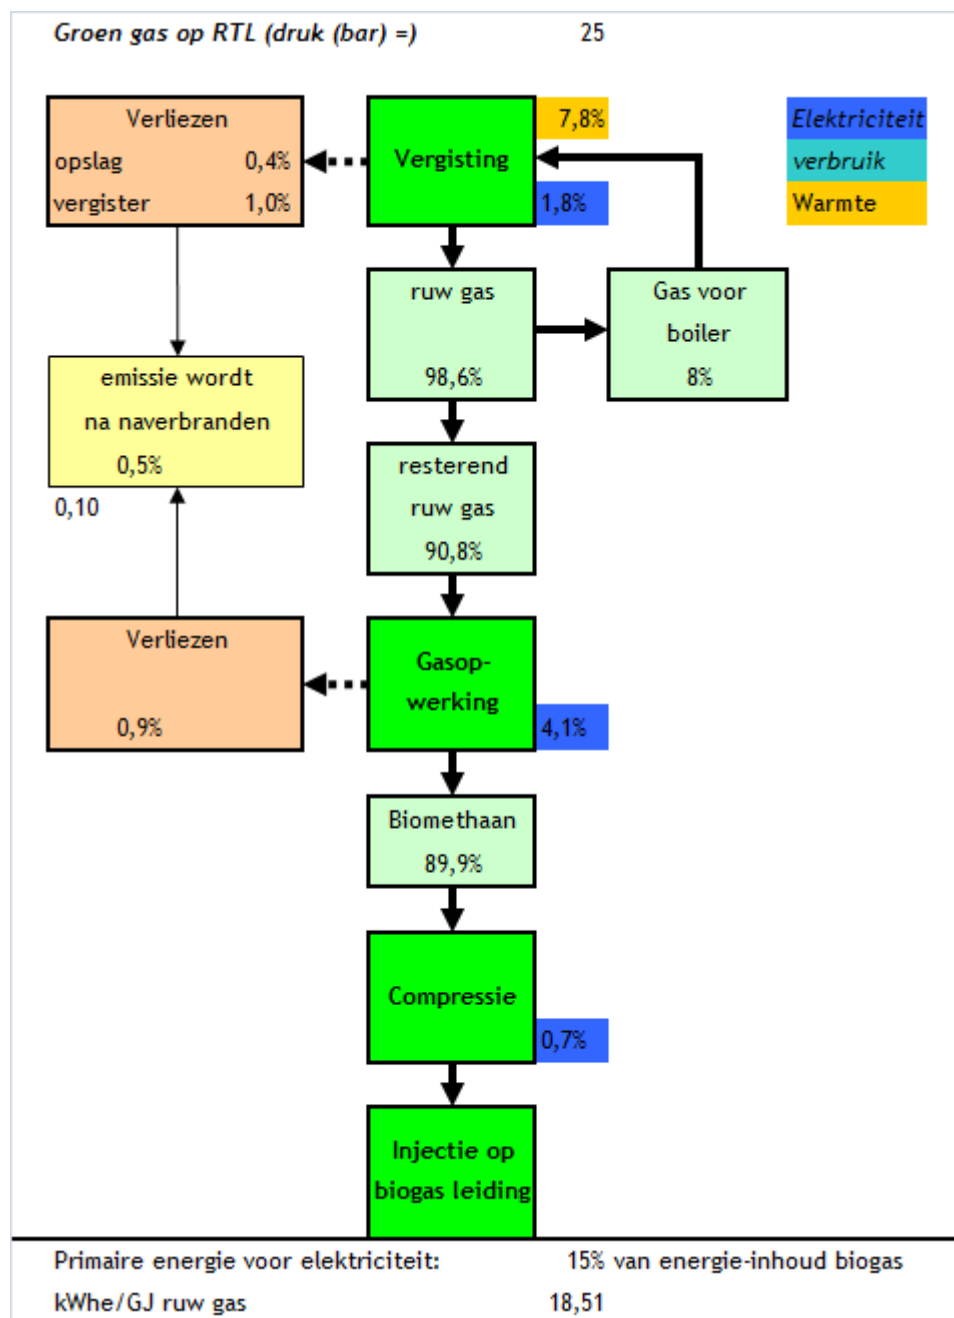 Groen gas op RTL (druk (bar) =) 25
Verliezen
opslag 0,4%
vergister 1,0%
Vergisting
7,8%
1,8%
Elektriciteit
verbruik
Warmte
ruw gas
98,6%
Gas voor
boiler
8%
emissie wordt
na naverbranden
0,5%
0,10
resterend
ruw gas
90,8%
Verliezen
0,9%
Gasop-
werking
4,1%
Biomethaan
89,9%
Compressie
0,7%
Injectie op
biogas leiding
Primaire energie voor elektriciteit: 15% van energie-inhoud biogas
kWhe/GJ ruw gas 18,51